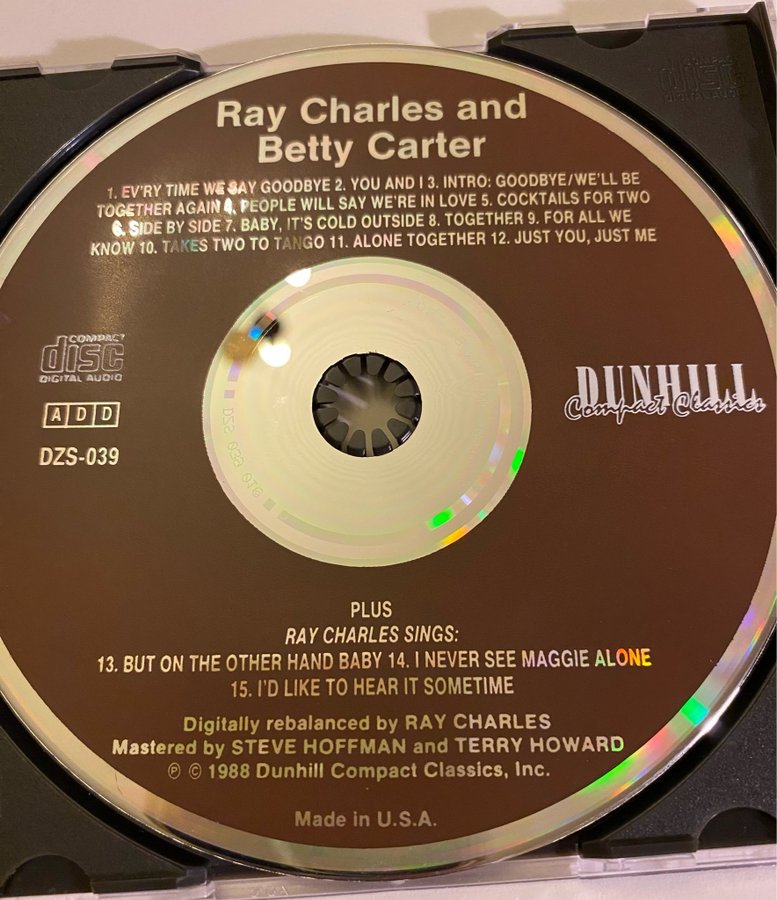 Ray Charles and
Betty Carter
1. EV'RY TIME WE SAY GOODBYE 2. YOU AND I 3. INTRO: GOODBYE/WE'LL BE
TOGETHER AGAIN 4. PEOPLE WILL SAY WE'RE IN LOVE 5. COCKTAILS FOR TWO
6. SIDE BY SIDE 7. BABY, IT'S COLD OUTSIDE 8. TOGETHER 9. FOR ALL WE
KNOW 10. TAKES TWO TO TANGO 11. ALONE TOGETHER 12. JUST YOU, JUST ME
COMPACT
disc
DIGITAL AUDIO
ADD
DZS-039
DUNHILL
Compact Classics
PLUS
RAY CHARLES SINGS:
13. BUT ON THE OTHER HAND BABY 14. I NEVER SEE MAGGIE ALONE
15. I'D LIKE TO HEAR IT SOMETIME
Digitally rebalanced by RAY CHARLES
Mastered by STEVE HOFFMAN and TERRY HOWARD
℗ © 1988 Dunhill Compact Classics, Inc.
Made in U.S.A.